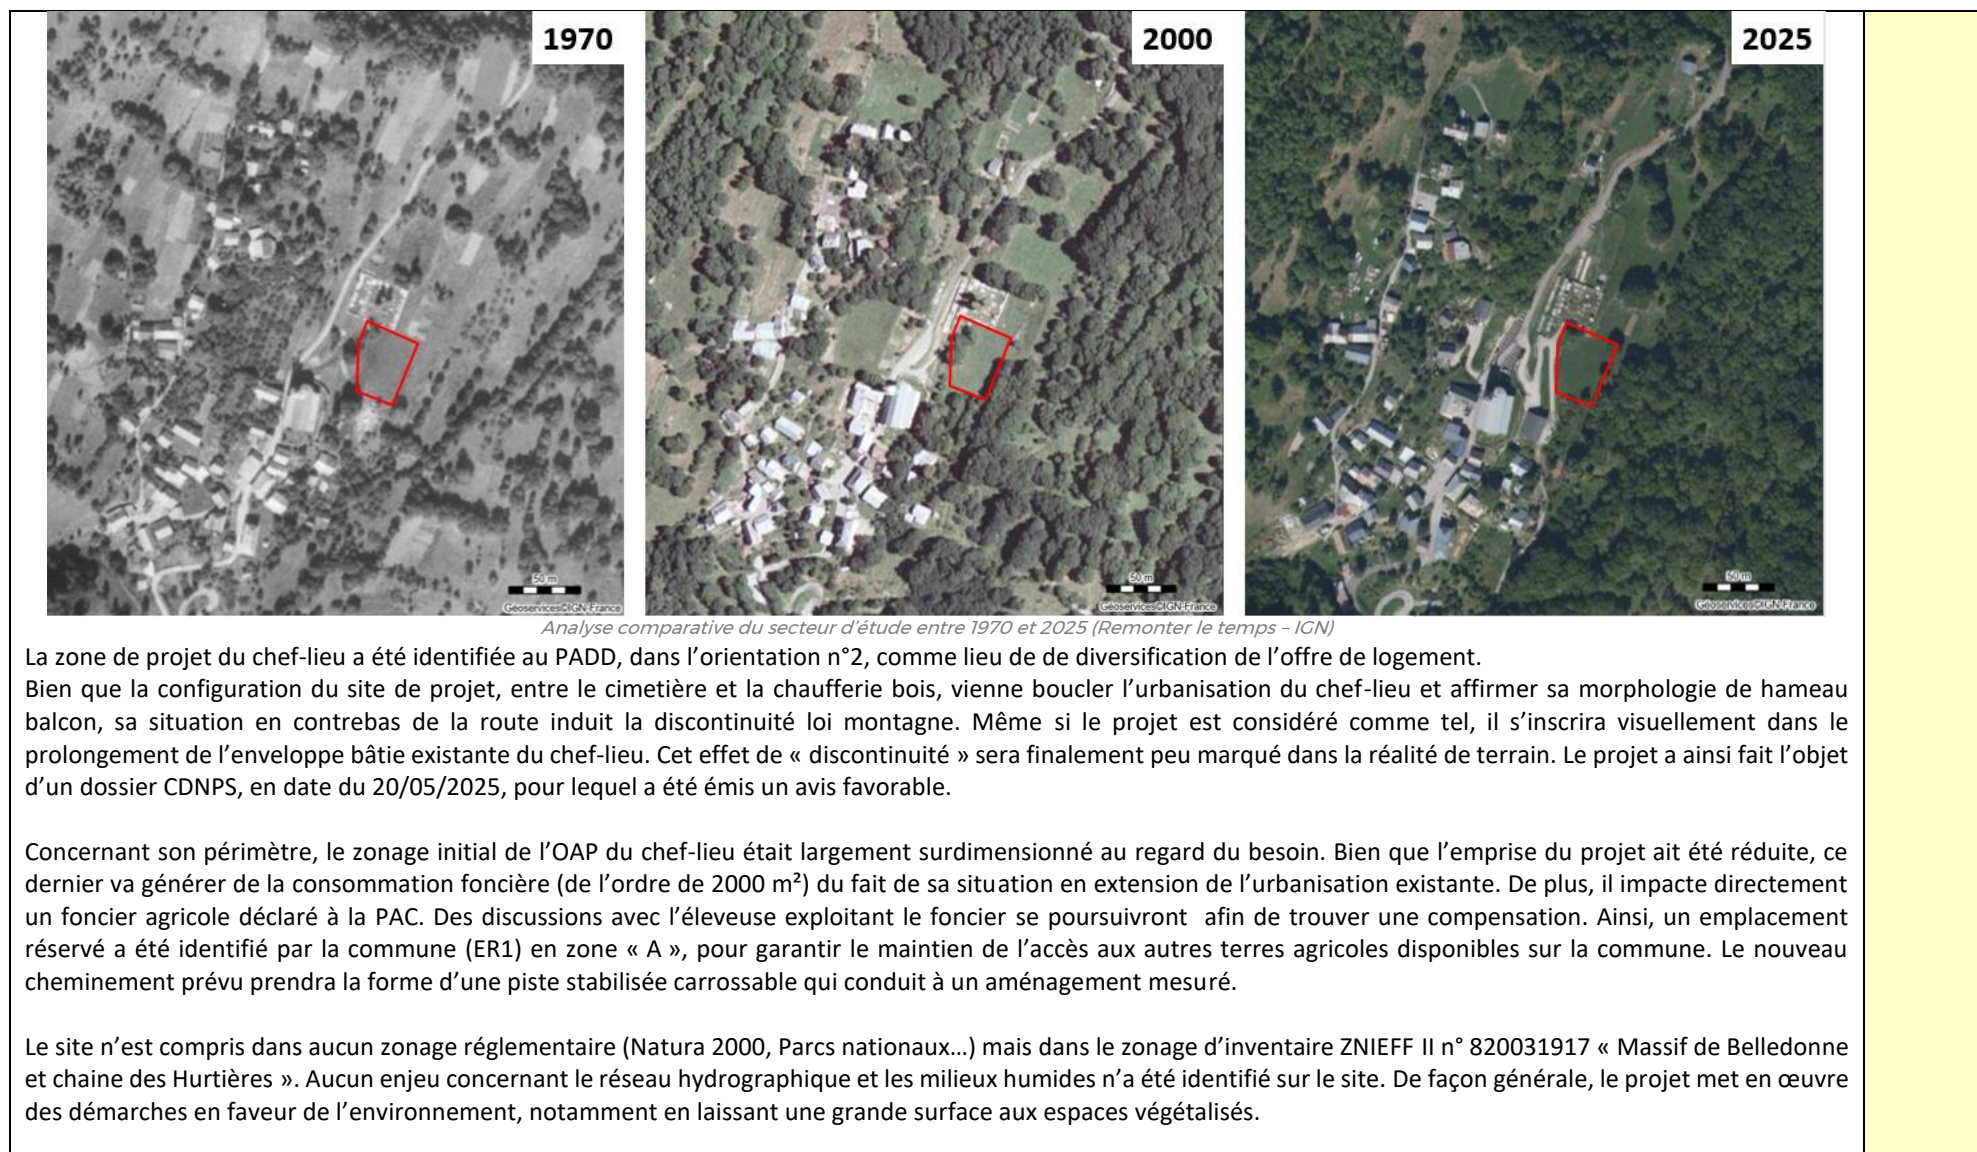 1970
2000
2025
50 m
Géoservices©IGN-France
50 m
Géoservices©IGN-France
50 m
Géoservices©IGN-France
Analyse comparative du secteur d'étude entre 1970 et 2025 (Remonter le temps – IGN)
La zone de projet du chef-lieu a été identifiée au PADD, dans l'orientation n°2, comme lieu de de diversification de l'offre de logement.
Bien que la configuration du site de projet, entre le cimetière et la chaufferie bois, vienne boucler l'urbanisation du chef-lieu et affirmer sa morphologie de hameau
balcon, sa situation en contrebas de la route induit la discontinuité loi montagne. Même si le projet est considéré comme tel, il s'inscrira visuellement dans le
prolongement de l'enveloppe bâtie existante du chef-lieu. Cet effet de « discontinuité » sera finalement peu marqué dans la réalité de terrain. Le projet a ainsi fait l'objet
d'un dossier CDNPS, en date du 20/05/2025, pour lequel a été émis un avis favorable.
Concernant son périmètre, le zonage initial de l'OAP du chef-lieu était largement surdimensionné au regard du besoin. Bien que l'emprise du projet ait été réduite, ce
dernier va générer de la consommation foncière (de l'ordre de 2000 m²) du fait de sa situation en extension de l'urbanisation existante. De plus, il impacte directement
un foncier agricole déclaré à la PAC. Des discussions avec l'éleveuse exploitant le foncier se poursuivront afin de trouver une compensation. Ainsi, un emplacement
réservé a été identifié par la commune (ER1) en zone « A », pour garantir le maintien de l'accès aux autres terres agricoles disponibles sur la commune. Le nouveau
cheminement prévu prendra la forme d'une piste stabilisée carrossable qui conduit à un aménagement mesuré.
Le site n'est compris dans aucun zonage réglementaire (Natura 2000, Parcs nationaux…) mais dans le zonage d'inventaire ZNIEFF II n° 820031917 « Massif de Belledonne
et chaine des Hurtières ». Aucun enjeu concernant le réseau hydrographique et les milieux humides n'a été identifié sur le site. De façon générale, le projet met en œuvre
des démarches en faveur de l'environnement, notamment en laissant une grande surface aux espaces végétalisés.